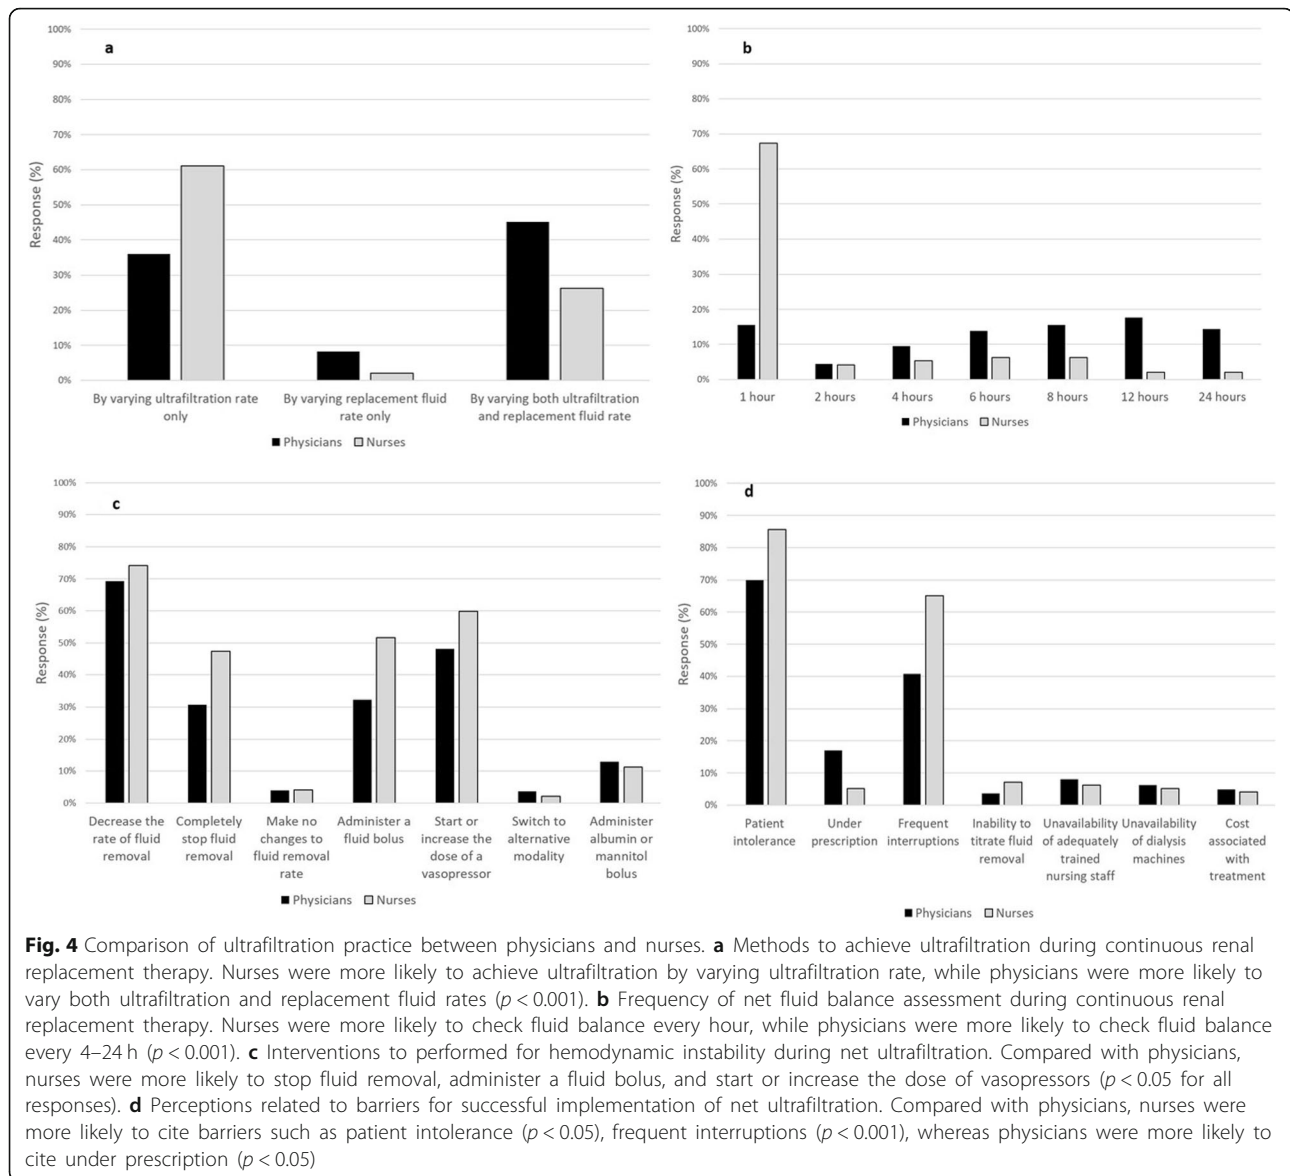 a
100%
90%
80%
70%
60%
50%
40%
30%
20%
10%
0%
Response (%)
By varying ultrafiltration rate
only
By varying replacement fluid
rate only
By varying both ultrafiltration
and replacement fluid rate
Physicians Nurses
b
100%
90%
80%
70%
60%
50%
40%
30%
20%
10%
0%
Response (%)
1 hour 2 hours 4 hours 6 hours 8 hours 12 hours 24 hours
Physicians Nurses
c
100%
90%
80%
70%
60%
50%
40%
30%
20%
10%
0%
Response (%)
Decrease the
rate of fluid
removal
Completely
stop fluid
removal
Make no
changes to
fluid removal
rate
Administer a
fluid bolus
Start or
increase the
dose of a
vasopressor
Switch to
alternative
modality
Administer
albumin or
mannitol
bolus
Physicians Nurses
d
100%
90%
80%
70%
60%
50%
40%
30%
20%
10%
0%
Response (%)
Patient
intolerance
Under
prescription
Frequent
interruptions
Inability to
titrate fluid
removal
Unavailability
of adequately
trained
nursing staff
Unavailability
of dialysis
machines
Cost
associated
with
treatment
Physicians Nurses
Fig. 4 Comparison of ultrafiltration practice between physicians and nurses. a Methods to achieve ultrafiltration during continuous renal
replacement therapy. Nurses were more likely to achieve ultrafiltration by varying ultrafiltration rate, while physicians were more likely to
vary both ultrafiltration and replacement fluid rates (p < 0.001). b Frequency of net fluid balance assessment during continuous renal
replacement therapy. Nurses were more likely to check fluid balance every hour, while physicians were more likely to check fluid balance
every 4–24 h (p < 0.001). c Interventions to performed for hemodynamic instability during net ultrafiltration. Compared with physicians,
nurses were more likely to stop fluid removal, administer a fluid bolus, and start or increase the dose of vasopressors (p < 0.05 for all
responses). d Perceptions related to barriers for successful implementation of net ultrafiltration. Compared with physicians, nurses were
more likely to cite barriers such as patient intolerance (p < 0.05), frequent interruptions (p < 0.001), whereas physicians were more likely to
cite under prescription (p < 0.05)